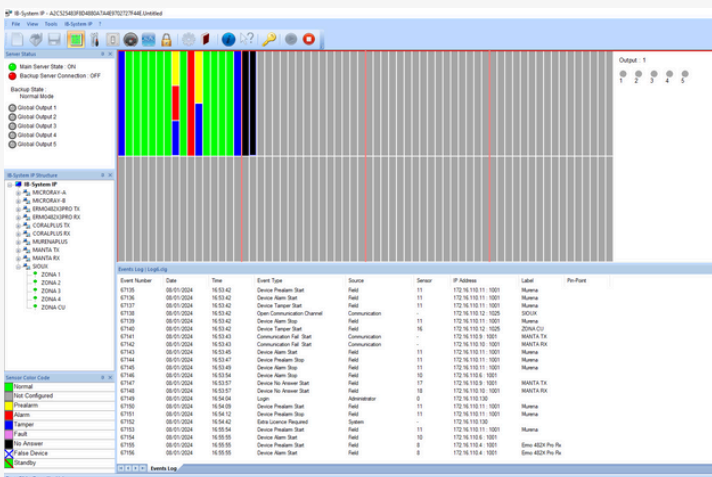 IB-System IP - A2C525483F8D4880A7A4E9702727F44E.Untitled
File View Tools IB-System IP ?
Server Status
Main Server State : ON
Backup Server Connection : OFF
Backup State :
Normal Mode
Global Output 1
Global Output 2
Global Output 3
Global Output 4
Global Output 5
Output : 1
1 2 3 4 5
IB-System IP Structure
IB-System IP
MICRORAY-A
MICRORAY-B
ERMO482X3PRO TX
ERMO482X3PRO RX
CORALPLUS TX
CORALPLUS RX
MURENAPLUS
MANTA TX
MANTA RX
SIOUX
ZONA 1
ZONA 2
ZONA 3
ZONA 4
ZONA CU
Sensor Color Code
Normal
Not Configured
Prealarm
Alarm
Tamper
Fault
No Answer
False Device
Standby
Events Log | Log6.clg
Event Number Date Time Event Type Source Sensor IP Address Label Pin-Point
67135 08/01/2024 16:53:42 Device Prealarm Start Field 11 172.16.110.11 : 1001 Murena
67136 08/01/2024 16:53:42 Device Alarm Start Field 11 172.16.110.11 : 1001 Murena
67137 08/01/2024 16:53:42 Device Tamper Start Field 11 172.16.110.11 : 1001 Murena
67138 08/01/2024 16:53:42 Open Communication Channel Communication - 172.16.110.12 : 1025 SIOUX
67139 08/01/2024 16:53:42 Device Alarm Stop Field 11 172.16.110.11 : 1001 Murena
67140 08/01/2024 16:53:42 Device Tamper Start Field 16 172.16.110.12 : 1025 ZONA CU
67141 08/01/2024 16:53:43 Communication Fail Start Communication - 172.16.110.9 : 1001 MANTA TX
67142 08/01/2024 16:53:43 Communication Fail Start Communication - 172.16.110.10 : 1001 MANTA RX
67143 08/01/2024 16:53:45 Device Alarm Start Field 11 172.16.110.11 : 1001 Murena
67144 08/01/2024 16:53:47 Device Prealarm Stop Field 11 172.16.110.11 : 1001 Murena
67145 08/01/2024 16:53:49 Device Alarm Stop Field 11 172.16.110.11 : 1001 Murena
67146 08/01/2024 16:53:54 Device Alarm Stop Field 10 172.16.110.6 : 1001
67147 08/01/2024 16:53:57 Device No Answer Start Field 17 172.16.110.9 : 1001 MANTA TX
67148 08/01/2024 16:53:57 Device No Answer Start Field 18 172.16.110.10 : 1001 MANTA RX
67149 08/01/2024 16:54:04 Login Administrator 0 172.16.110.130
67150 08/01/2024 16:54:09 Device Prealarm Start Field 11 172.16.110.11 : 1001 Murena
67151 08/01/2024 16:54:12 Device Prealarm Stop Field 11 172.16.110.11 : 1001 Murena
67152 08/01/2024 16:54:42 Extra Licence Required System - 172.16.110.130
67153 08/01/2024 16:55:54 Device Prealarm Start Field 11 172.16.110.11 : 1001 Murena
67154 08/01/2024 16:55:55 Device Alarm Start Field 10 172.16.110.6 : 1001
67155 08/01/2024 16:55:55 Device Prealarm Start Field 8 172.16.110.4 : 1001 Ermo 482X Pro Rx
67156 08/01/2024 16:55:55 Device Alarm Start Field 8 172.16.110.4 : 1001 Ermo 482X Pro Rx
Events Log